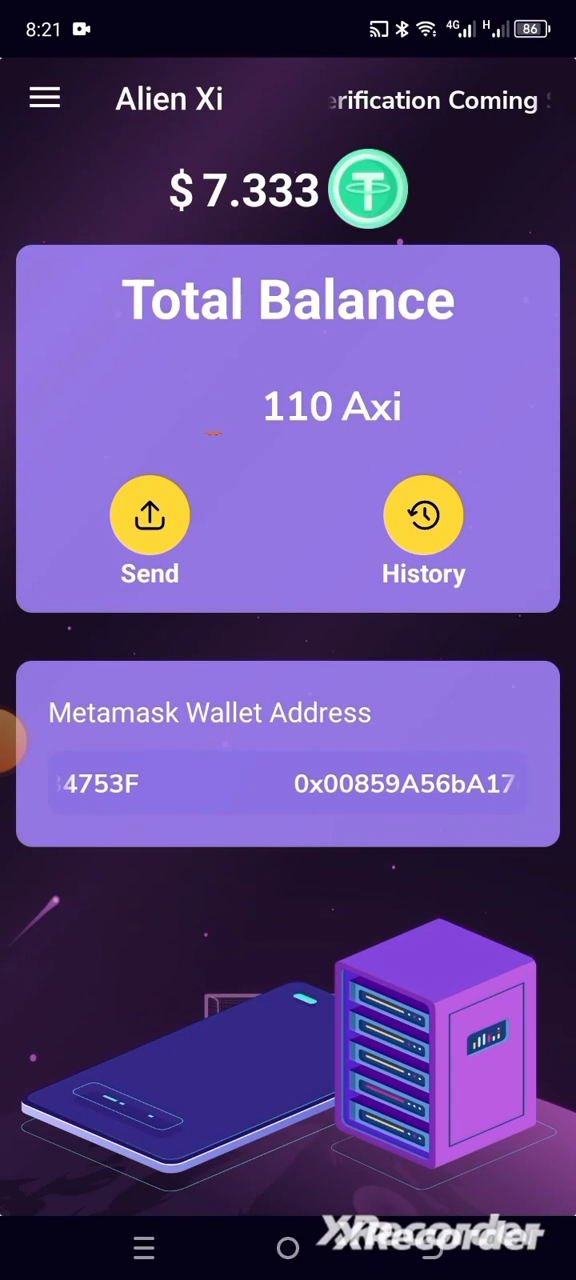 8:21 4G H 86
Alien Xi erification Coming
$ 7.333
Total Balance
110 Axi
Send History
Metamask Wallet Address
4753F 0x00859A56bA17
XRecorder